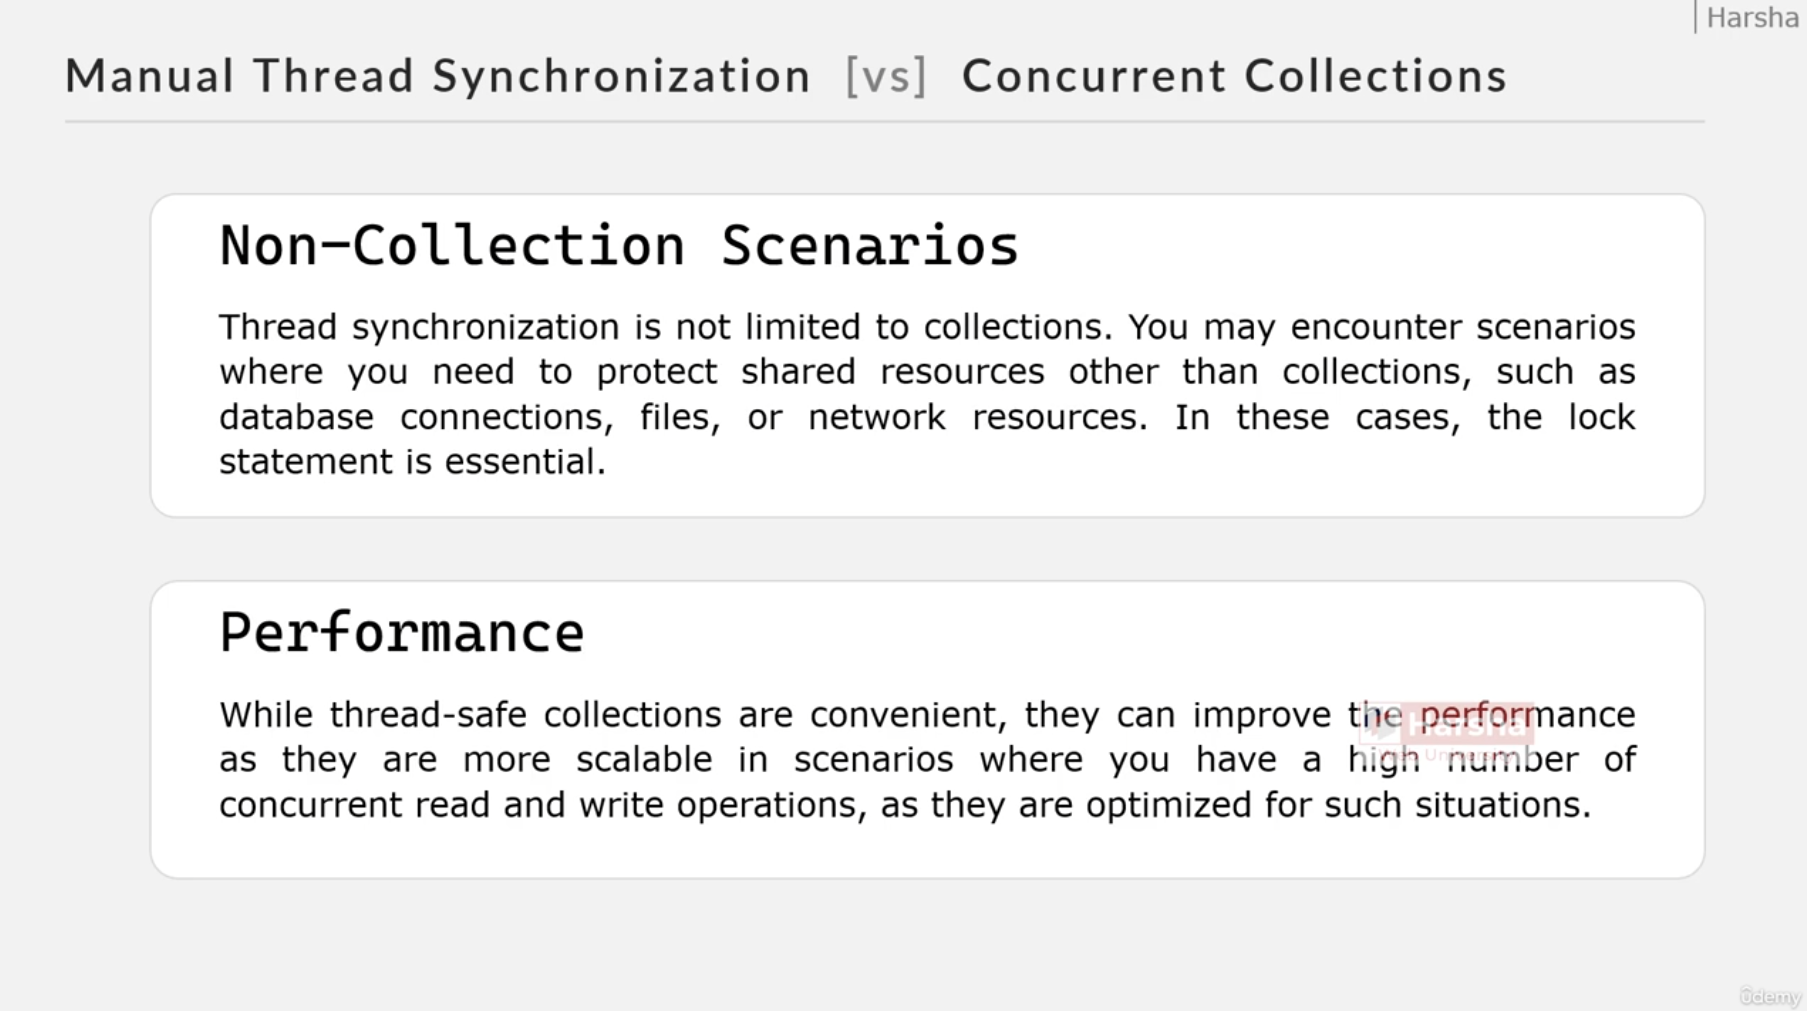 Harsha
Manual Thread Synchronization [vs] Concurrent Collections
Non-Collection Scenarios
Thread synchronization is not limited to collections. You may encounter scenarios
where you need to protect shared resources other than collections, such as
database connections, files, or network resources. In these cases, the lock
statement is essential.
Performance
While thread-safe collections are convenient, they can improve the performance
as they are more scalable in scenarios where you have a high number of
concurrent read and write operations, as they are optimized for such situations.
Harsha
Web University
ûdemy